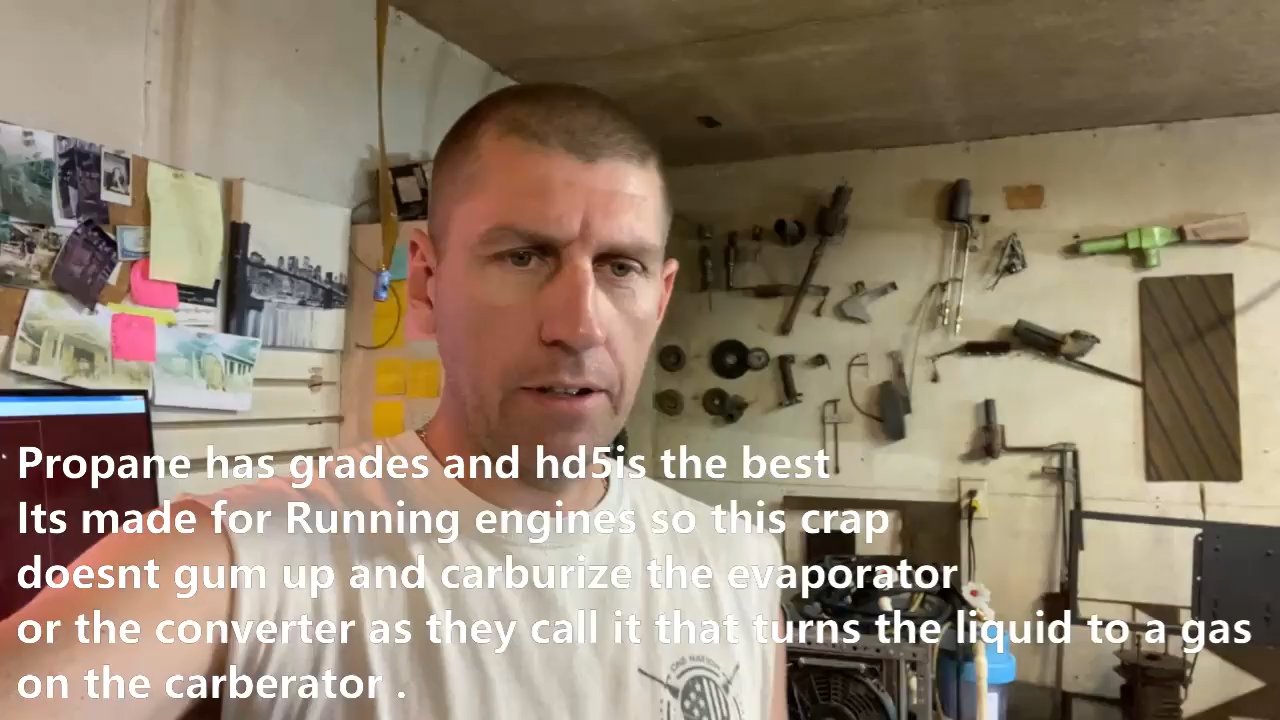 Propane has grades and hd5is the best
Its made for Running engines so this crap
doesnt gum up and carburize the evaporator
or the converter as they call it that turns the liquid to a gas
on the carberator .
ONE NATION